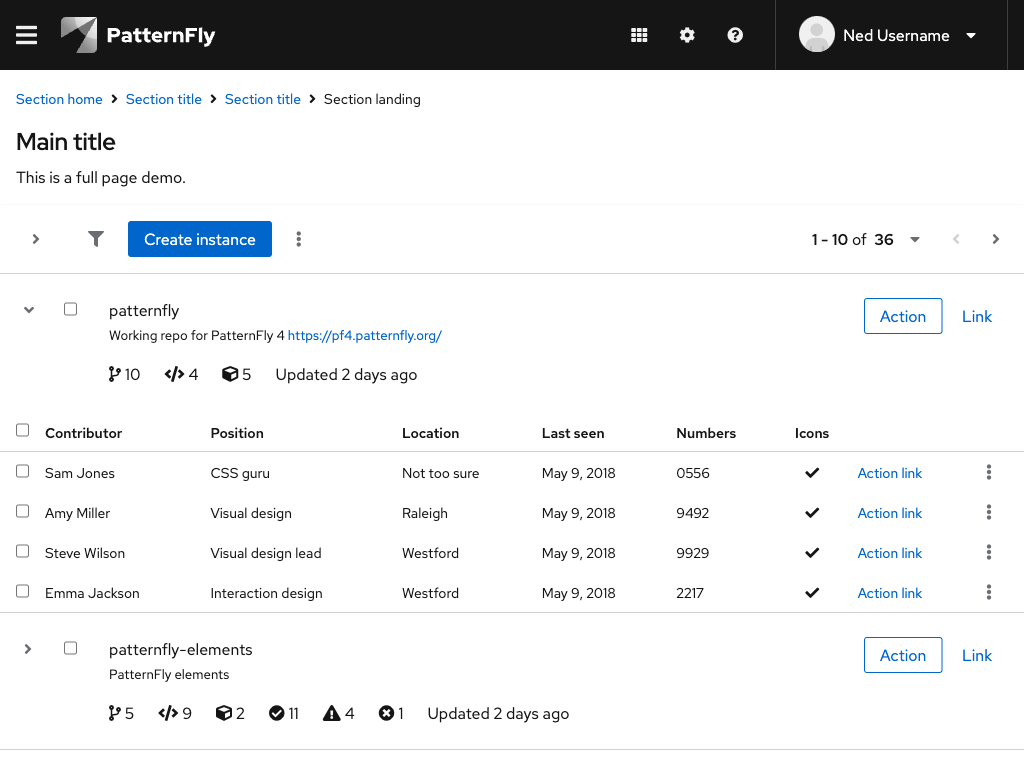 PatternFly
Ned Username
Section home Section title Section title Section landing
Main title
This is a full page demo.
Create instance
1 - 10 of 36
patternfly
Action Link
Working repo for PatternFly 4 https://pf4.patternfly.org/
10 4 5 Updated 2 days ago
Contributor Position Location Last seen Numbers Icons
Sam Jones CSS guru Not too sure May 9, 2018 0556 Action link
Amy Miller Visual design Raleigh May 9, 2018 9492 Action link
Steve Wilson Visual design lead Westford May 9, 2018 9929 Action link
Emma Jackson Interaction design Westford May 9, 2018 2217 Action link
patternfly-elements
Action Link
PatternFly elements
5 9 2 11 4 1 Updated 2 days ago